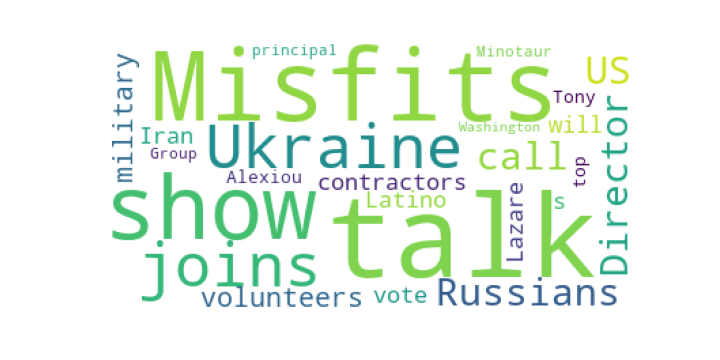 principal
Minotaur
Misfits
US
military
Tony
Iran
Washington
will
Group
Ukraine
call
Director
Alexiou
contractors
top
show
Latino
s
Lazare
talk
joins
volunteers
vote
Russians